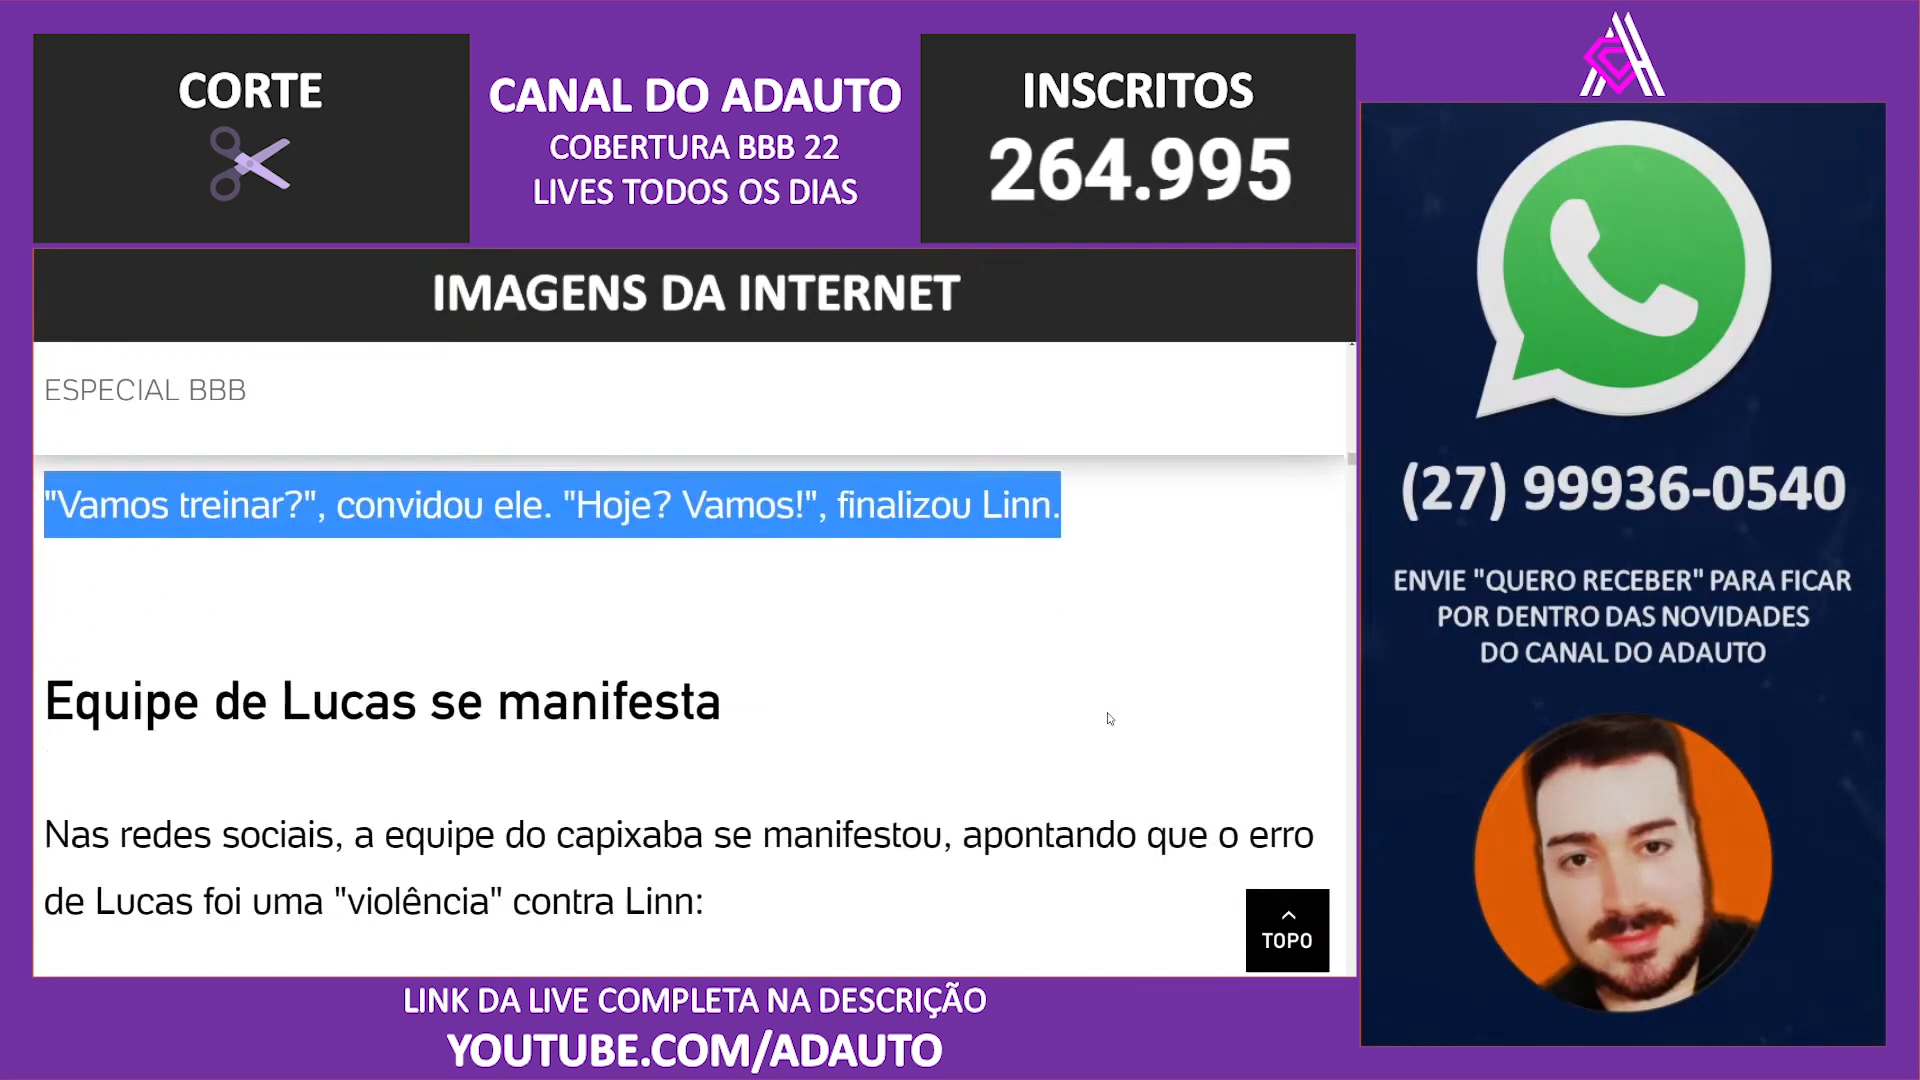 CORTE
CANAL DO ADAUTO
COBERTURA BBB 22
LIVES TODOS OS DIAS
INSCRITOS
264.995
IMAGENS DA INTERNET
ESPECIAL BBB
"Vamos treinar?", convidou ele. "Hoje? Vamos!", finalizou Linn.
Equipe de Lucas se manifesta
Nas redes sociais, a equipe do capixaba se manifestou, apontando que o erro
de Lucas foi uma "violência" contra Linn:
TOPO
LINK DA LIVE COMPLETA NA DESCRIÇÃO
YOUTUBE.COM/ADAUTO
(27) 99936-0540
ENVIE "QUERO RECEBER" PARA FICAR
POR DENTRO DAS NOVIDADES
DO CANAL DO ADAUTO